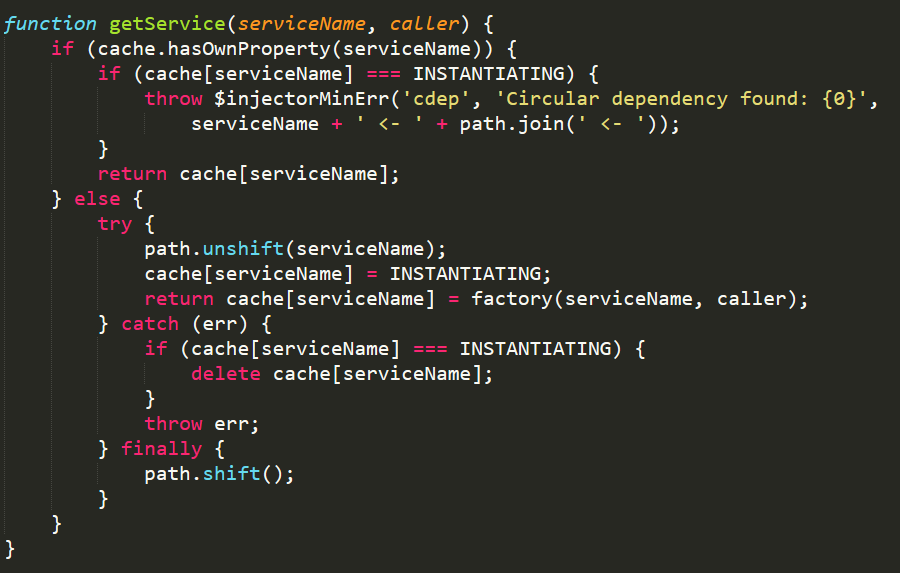 function getService(serviceName, caller) {
    if (cache.hasOwnProperty(serviceName)) {
        if (cache[serviceName] === INSTANTIATING) {
            throw $injectorMinErr('cdep', 'Circular dependency found: {0}',
                serviceName + ' <- ' + path.join(' <- '));
        }
        return cache[serviceName];
    } else {
        try {
            path.unshift(serviceName);
            cache[serviceName] = INSTANTIATING;
            return cache[serviceName] = factory(serviceName, caller);
        } catch (err) {
            if (cache[serviceName] === INSTANTIATING) {
                delete cache[serviceName];
            }
            throw err;
        } finally {
            path.shift();
        }
    }
}